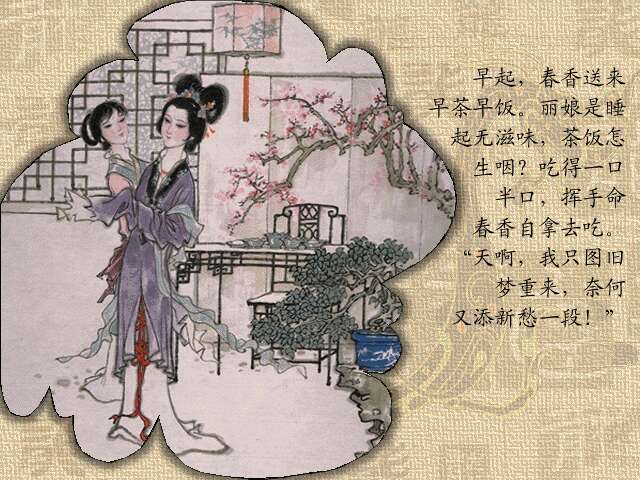 早起，春香送来
早茶早饭。丽娘是睡
起无滋味，茶饭怎
生咽？吃得一口
半口，挥手命
春香自拿去吃。
“天啊，我只图旧
梦重来，奈何
又添新愁一段！”